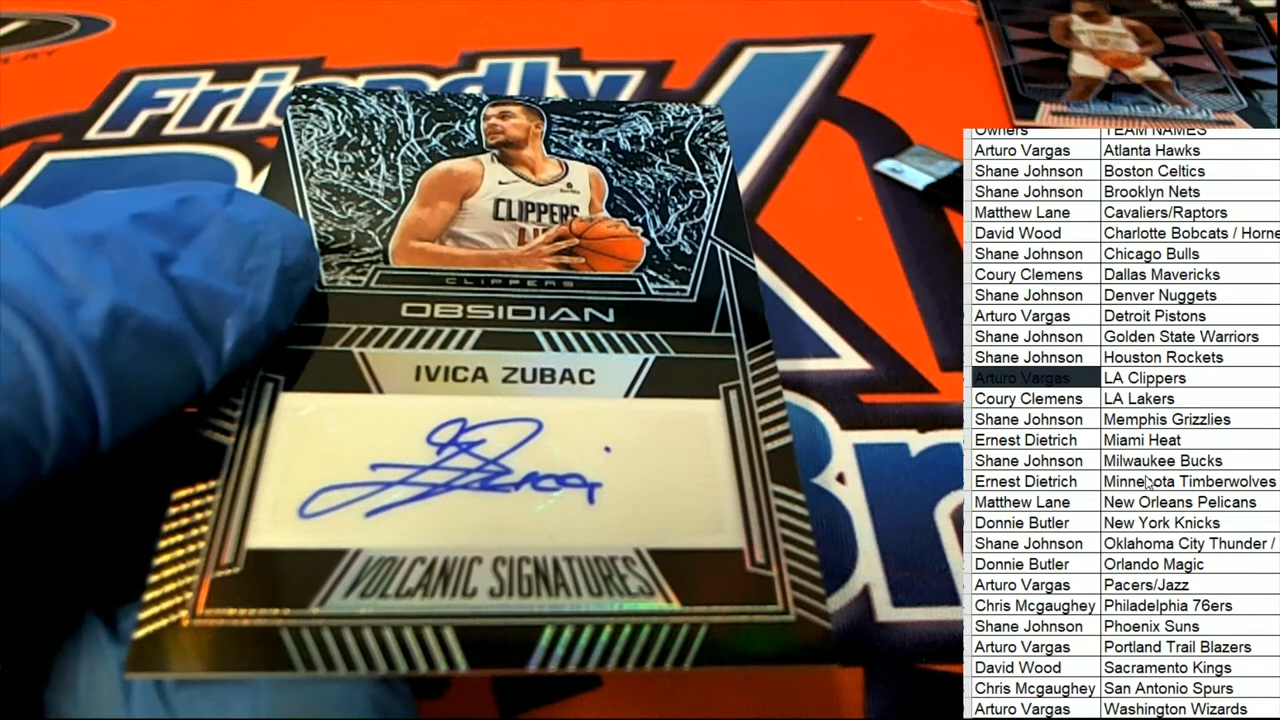 Friendly
CLIPPERS
CLIPPERS
OBSIDIAN
IVICA ZUBAC
VOLCANIC SIGNATURES
Owners TEAM NAMES
Arturo Vargas Atlanta Hawks
Shane Johnson Boston Celtics
Shane Johnson Brooklyn Nets
Matthew Lane Cavaliers/Raptors
David Wood Charlotte Bobcats / Horne
Shane Johnson Chicago Bulls
Coury Clemens Dallas Mavericks
Shane Johnson Denver Nuggets
Arturo Vargas Detroit Pistons
Shane Johnson Golden State Warriors
Shane Johnson Houston Rockets
Arturo Vargas LA Clippers
Coury Clemens LA Lakers
Shane Johnson Memphis Grizzlies
Ernest Dietrich Miami Heat
Shane Johnson Milwaukee Bucks
Ernest Dietrich Minnesota Timberwolves
Matthew Lane New Orleans Pelicans
Donnie Butler New York Knicks
Shane Johnson Oklahoma City Thunder /
Donnie Butler Orlando Magic
Arturo Vargas Pacers/Jazz
Chris Mcgaughey Philadelphia 76ers
Shane Johnson Phoenix Suns
Arturo Vargas Portland Trail Blazers
David Wood Sacramento Kings
Chris Mcgaughey San Antonio Spurs
Arturo Vargas Washington Wizards